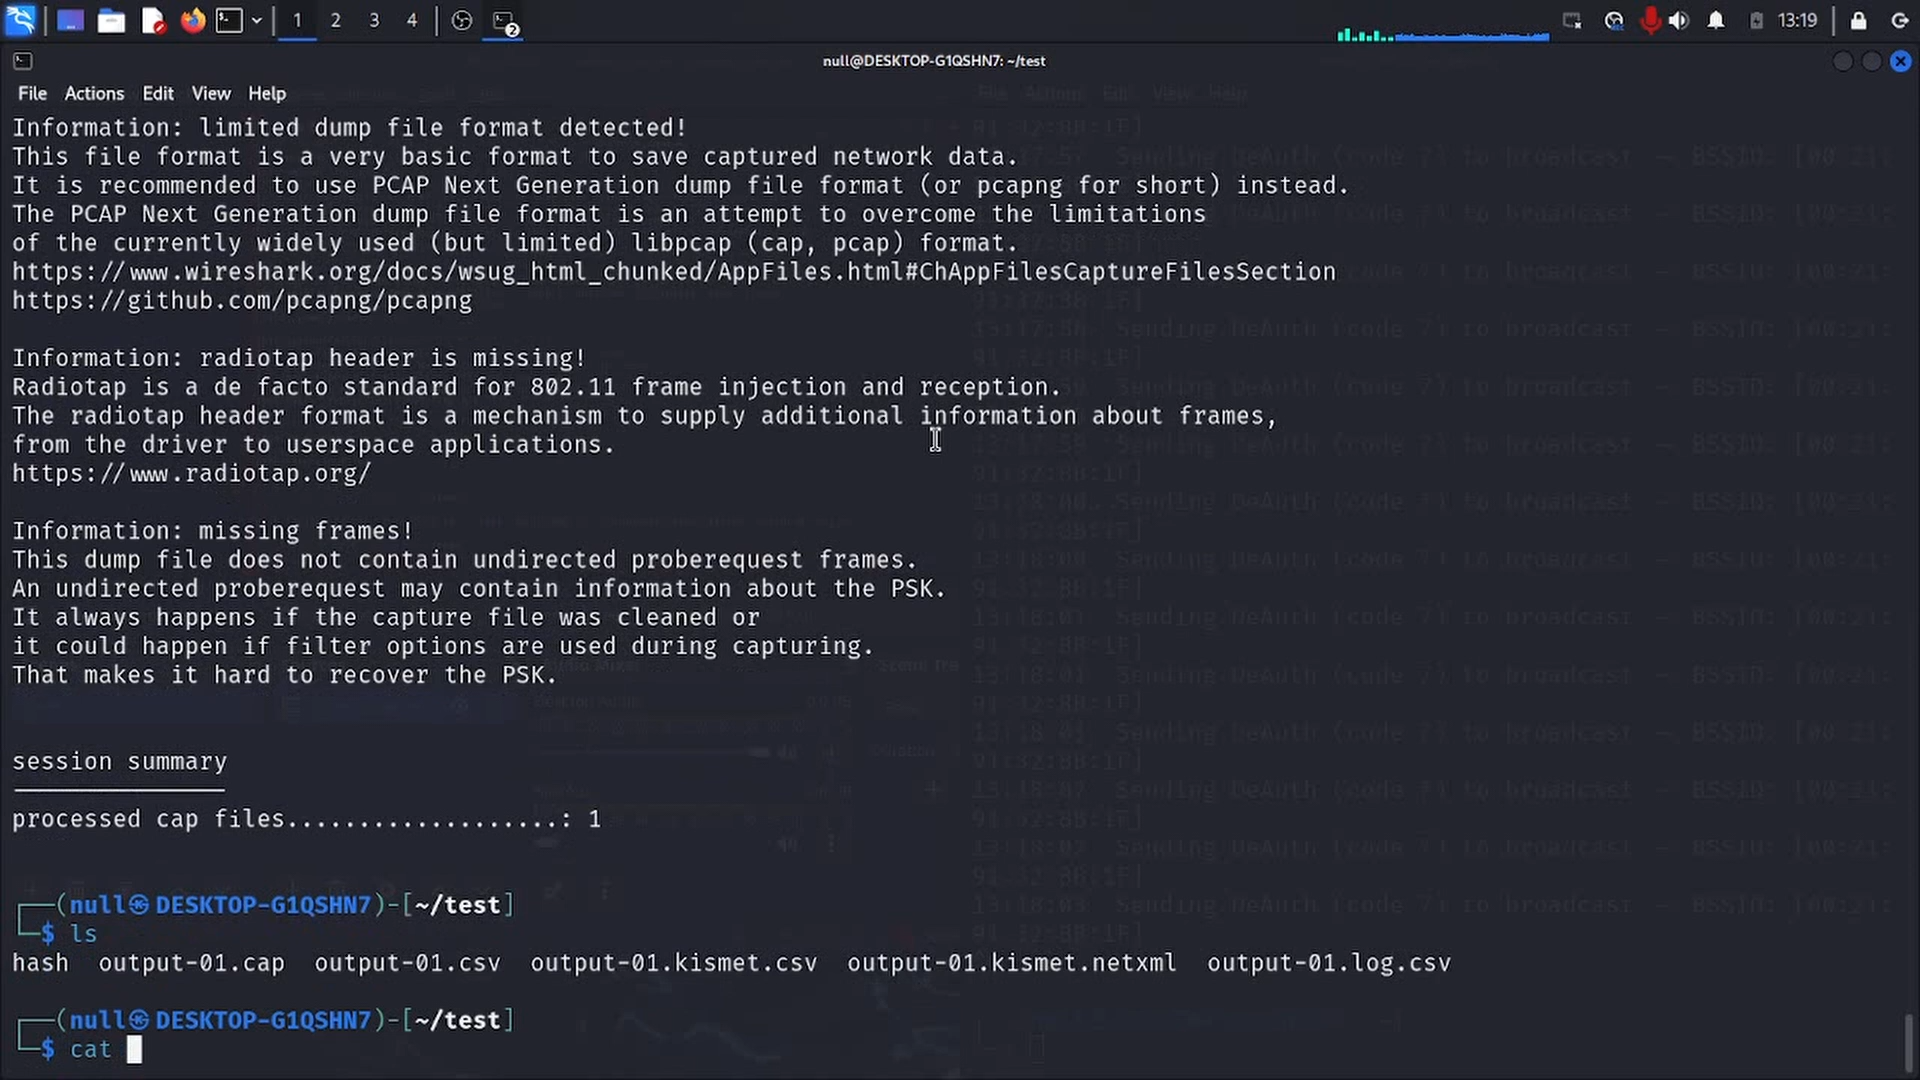 1 2 3 4 2 13:19
null@DESKTOP-G1QSHN7: ~/test
File Actions Edit View Help
Information: limited dump file format detected!
This file format is a very basic format to save captured network data.
It is recommended to use PCAP Next Generation dump file format (or pcapng for short) instead.
The PCAP Next Generation dump file format is an attempt to overcome the limitations
of the currently widely used (but limited) libpcap (cap, pcap) format.
https://www.wireshark.org/docs/wsug_html_chunked/AppFiles.html#ChAppFilesCaptureFilesSection
https://github.com/pcapng/pcapng
Information: radiotap header is missing!
Radiotap is a de facto standard for 802.11 frame injection and reception.
The radiotap header format is a mechanism to supply additional information about frames,
from the driver to userspace applications.
https://www.radiotap.org/
Information: missing frames!
This dump file does not contain undirected proberequest frames.
An undirected proberequest may contain information about the PSK.
It always happens if the capture file was cleaned or
it could happen if filter options are used during capturing.
That makes it hard to recover the PSK.
session summary
processed cap files...................: 1
┌──(null㉿DESKTOP-G1QSHN7)-[~/test]
└─$ ls
hash output-01.cap output-01.csv output-01.kismet.csv output-01.kismet.netxml output-01.log.csv
┌──(null㉿DESKTOP-G1QSHN7)-[~/test]
└─$ cat